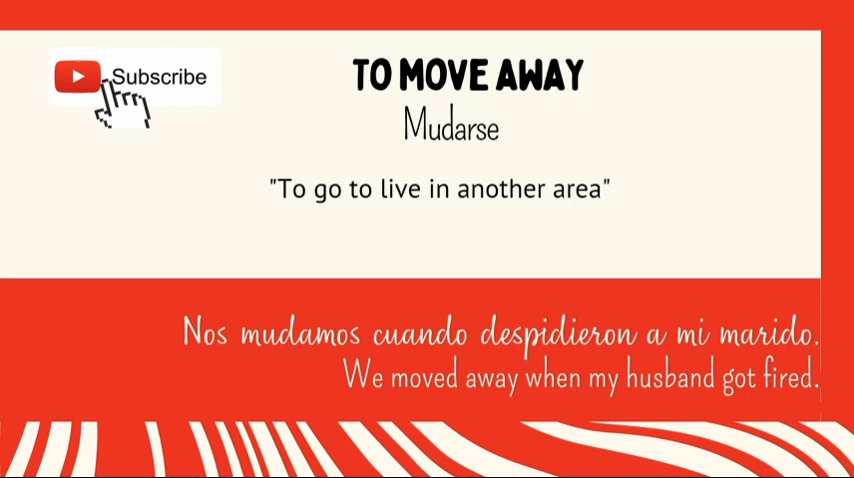 Subscribe
TO MOVE AWAY
Mudarse
"To go to live in another area"
Nos mudamos cuando despidieron a mi marido.
We moved away when my husband got fired.